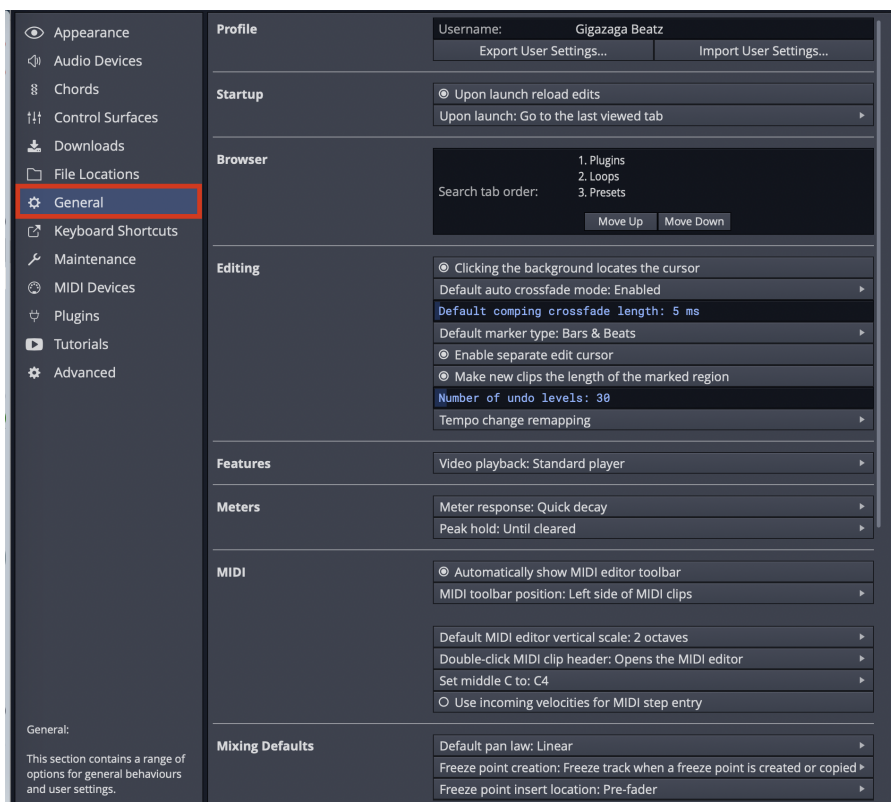 Appearance
Audio Devices
Chords
Control Surfaces
Downloads
File Locations
General
Keyboard Shortcuts
Maintenance
MIDI Devices
Plugins
Tutorials
Advanced
General:
This section contains a range of
options for general behaviours
and user settings.
Profile
Username: Gigazaga Beatz
Export User Settings... Import User Settings...
Startup
Upon launch reload edits
Upon launch: Go to the last viewed tab
Browser
Search tab order:
1. Plugins
2. Loops
3. Presets
Move Up Move Down
Editing
Clicking the background locates the cursor
Default auto crossfade mode: Enabled
Default comping crossfade length: 5 ms
Default marker type: Bars & Beats
Enable separate edit cursor
Make new clips the length of the marked region
Number of undo levels: 30
Tempo change remapping
Features
Video playback: Standard player
Meters
Meter response: Quick decay
Peak hold: Until cleared
MIDI
Automatically show MIDI editor toolbar
MIDI toolbar position: Left side of MIDI clips
Default MIDI editor vertical scale: 2 octaves
Double-click MIDI clip header: Opens the MIDI editor
Set middle C to: C4
Use incoming velocities for MIDI step entry
Mixing Defaults
Default pan law: Linear
Freeze point creation: Freeze track when a freeze point is created or copied
Freeze point insert location: Pre-fader